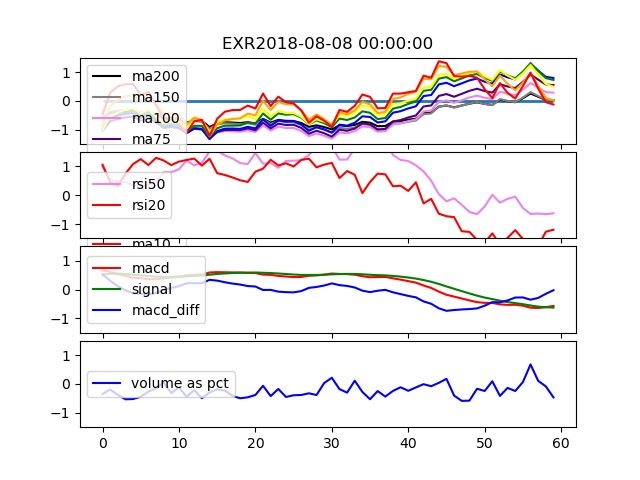 EXR2018-08-08 00:00:00
1
0
−1
ma200
ma150
ma100
ma75
1
0
−1
rsi50
rsi20
ma10
1
0
−1
macd
signal
macd_diff
1
0
−1
volume as pct
0 10 20 30 40 50 60